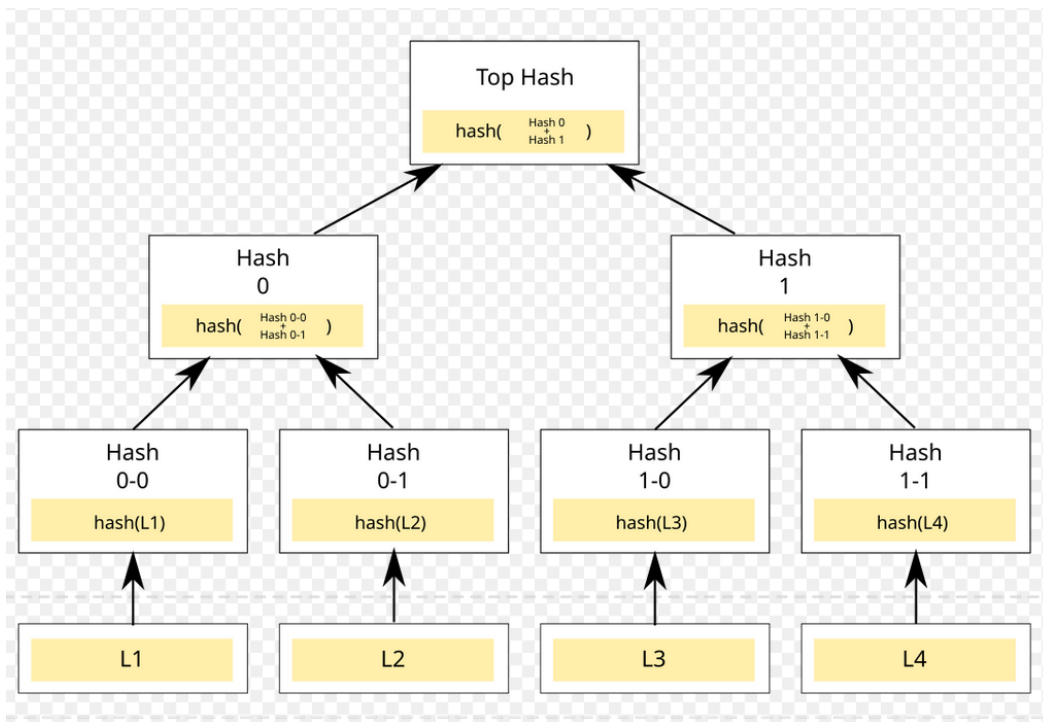 Top Hash
hash( Hash 0 + Hash 1 )
Hash
0
hash( Hash 0-0 + Hash 0-1 )
Hash
1
hash( Hash 1-0 + Hash 1-1 )
Hash
0-0
hash(L1)
Hash
0-1
hash(L2)
Hash
1-0
hash(L3)
Hash
1-1
hash(L4)
L1
L2
L3
L4